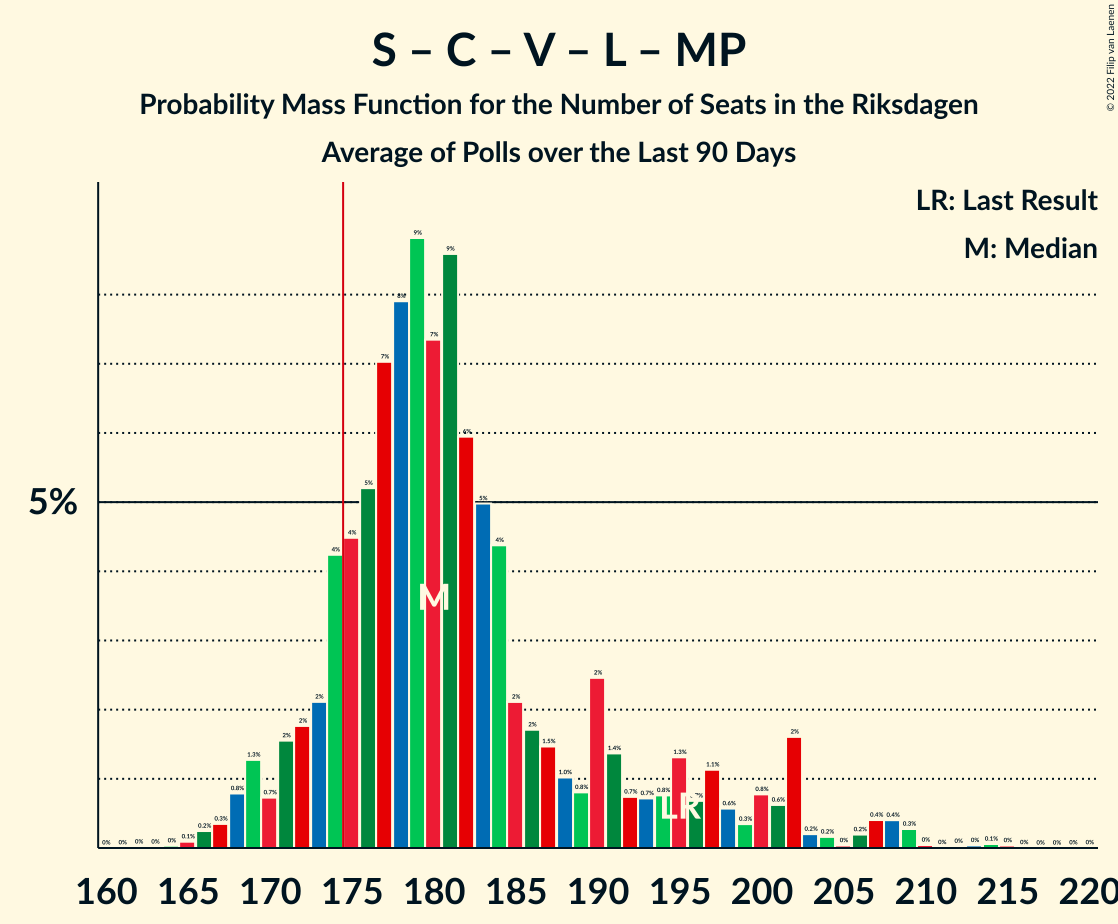 S – C – V – L – MP
Probability Mass Function for the Number of Seats in the Riksdagen
Average of Polls over the Last 90 Days
© 2022 Filip van Laenen
LR: Last Result
M: Median
5%
0% 0% 0% 0% 0% 0.1% 0.2% 0.3% 0.8% 1.3% 0.7% 2% 2% 2% 4% 4% 5% 7% 8% 9% 7% 9% 6% 5% 4% 2% 2% 1.5% 1.0% 0.8% 2% 1.4% 0.7% 0.7% 0.8% 1.3% 1.1% 0.6% 0.3% 0.8% 0.6% 2% 0.2% 0.2% 0% 0.2% 0.4% 0.4% 0.3% 0% 0% 0% 0% 0.1% 0% 0% 0% 0% 0% 0%
M
LR
160 165 170 175 180 185 190 195 200 205 210 215 220